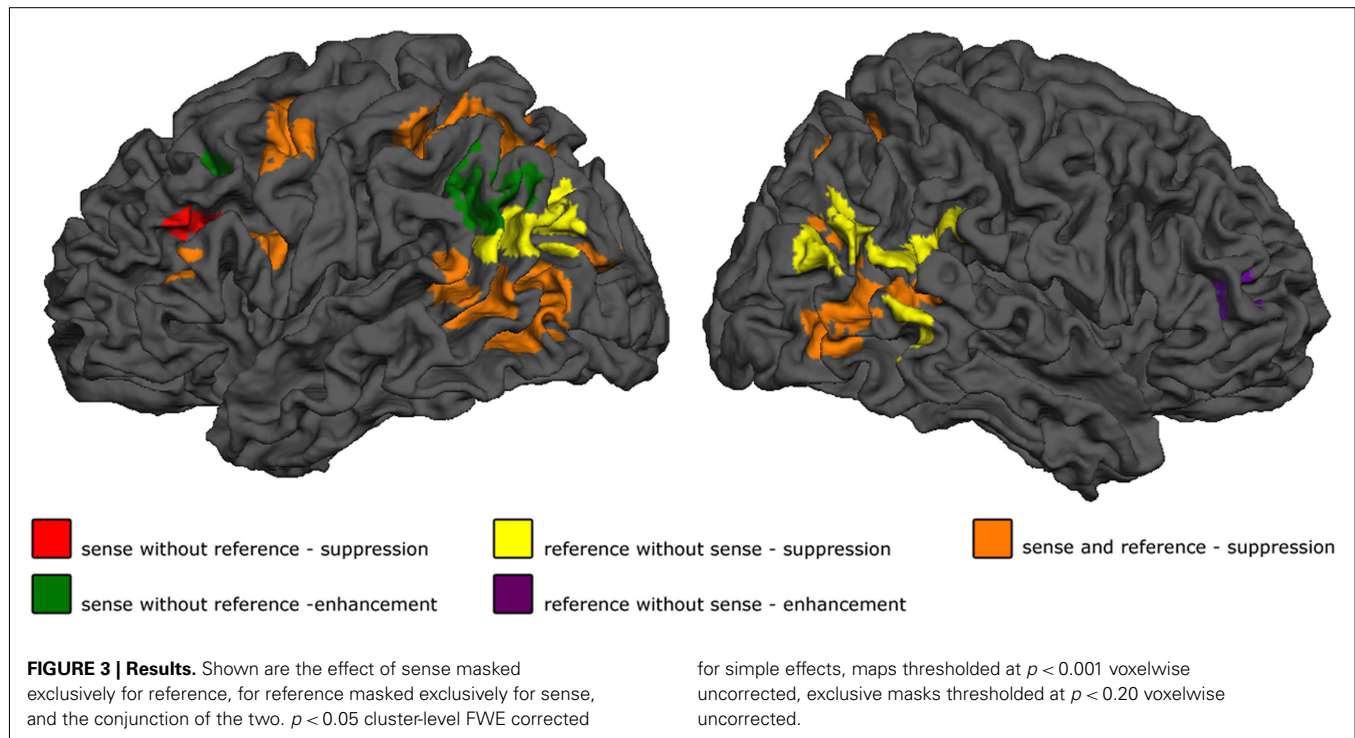 sense without reference - suppression
reference without sense - suppression
sense and reference - suppression
sense without reference -enhancement
reference without sense - enhancement
FIGURE 3 | Results. Shown are the effect of sense masked
exclusively for reference, for reference masked exclusively for sense,
and the conjunction of the two. p < 0.05 cluster-level FWE corrected
for simple effects, maps thresholded at p < 0.001 voxelwise
uncorrected, exclusive masks thresholded at p < 0.20 voxelwise
uncorrected.